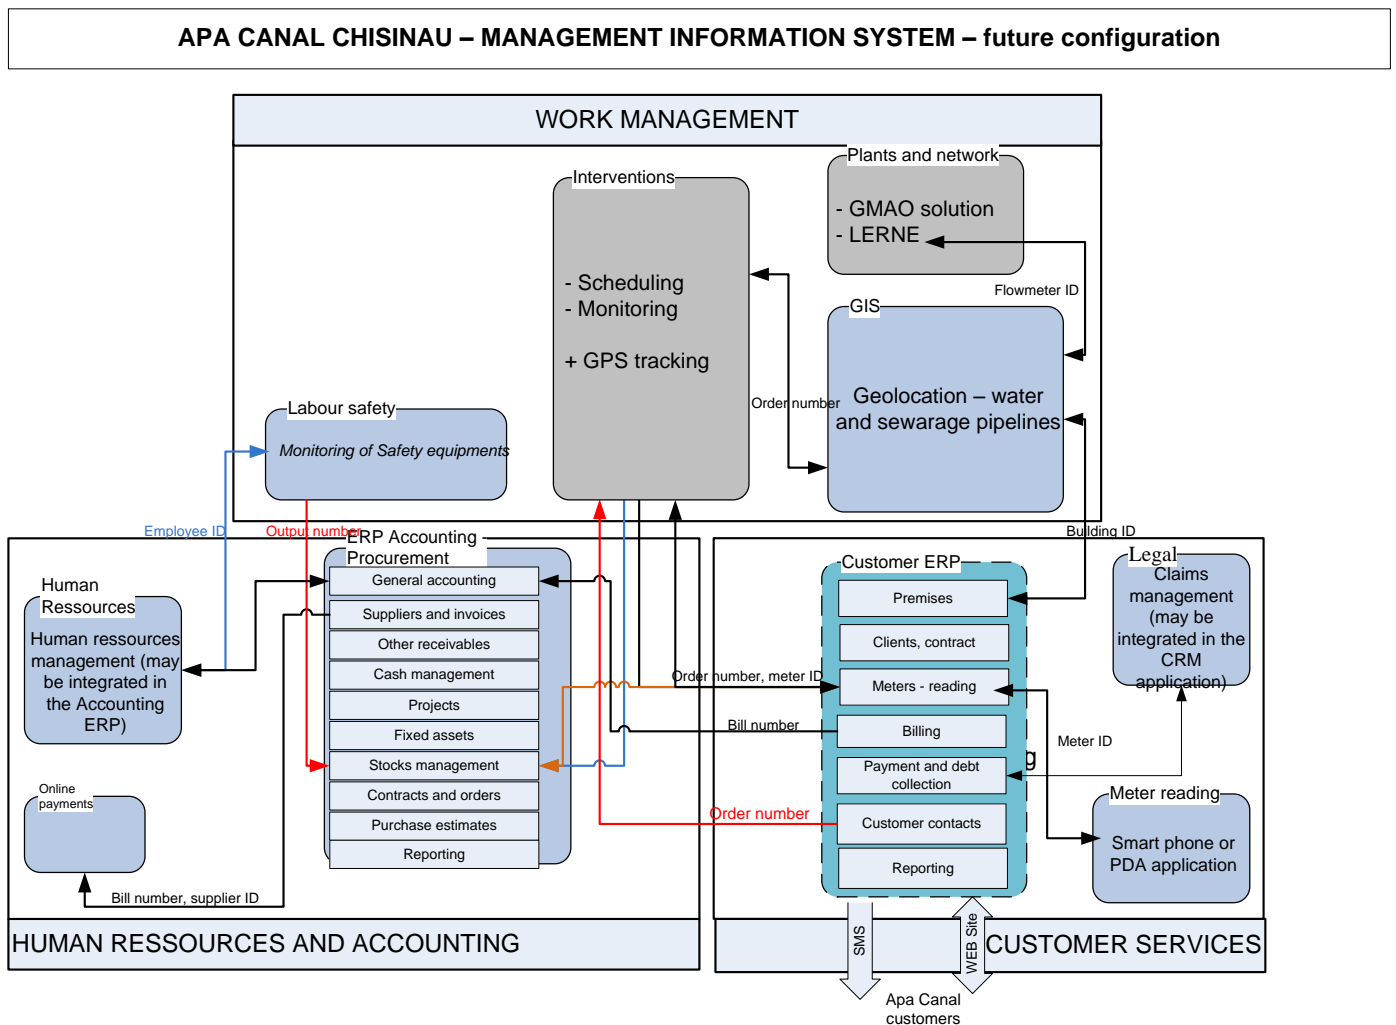 APA CANAL CHISINAU – MANAGEMENT INFORMATION SYSTEM – future configuration
WORK MANAGEMENT
Plants and network
- GMAO solution
- LERNE
Interventions
- Scheduling
- Monitoring
+ GPS tracking
Flowmeter ID
GIS
Geolocation – water
and sewarage pipelines
Order number
Labour safety
Monitoring of Safety equipments
Employee ID
Output number
Building ID
ERP Accounting
Procurement
General accounting
Suppliers and invoices
Other receivables
Cash management
Projects
Fixed assets
Stocks management
Contracts and orders
Purchase estimates
Reporting
Human
Ressources
Human ressources
management (may
be integrated in
the Accounting
ERP)
Online
payments
Bill number, supplier ID
HUMAN RESSOURCES AND ACCOUNTING
Order number, meter ID
Bill number
Order number
Customer ERP
Premises
Clients, contract
Meters - reading
Billing
g
Payment and debt
collection
Customer contacts
Reporting
Legal
Claims
management
(may be
integrated in the
CRM
application)
Meter ID
Meter reading
Smart phone or
PDA application
SMS
WEB Site
CUSTOMER SERVICES
Apa Canal
customers